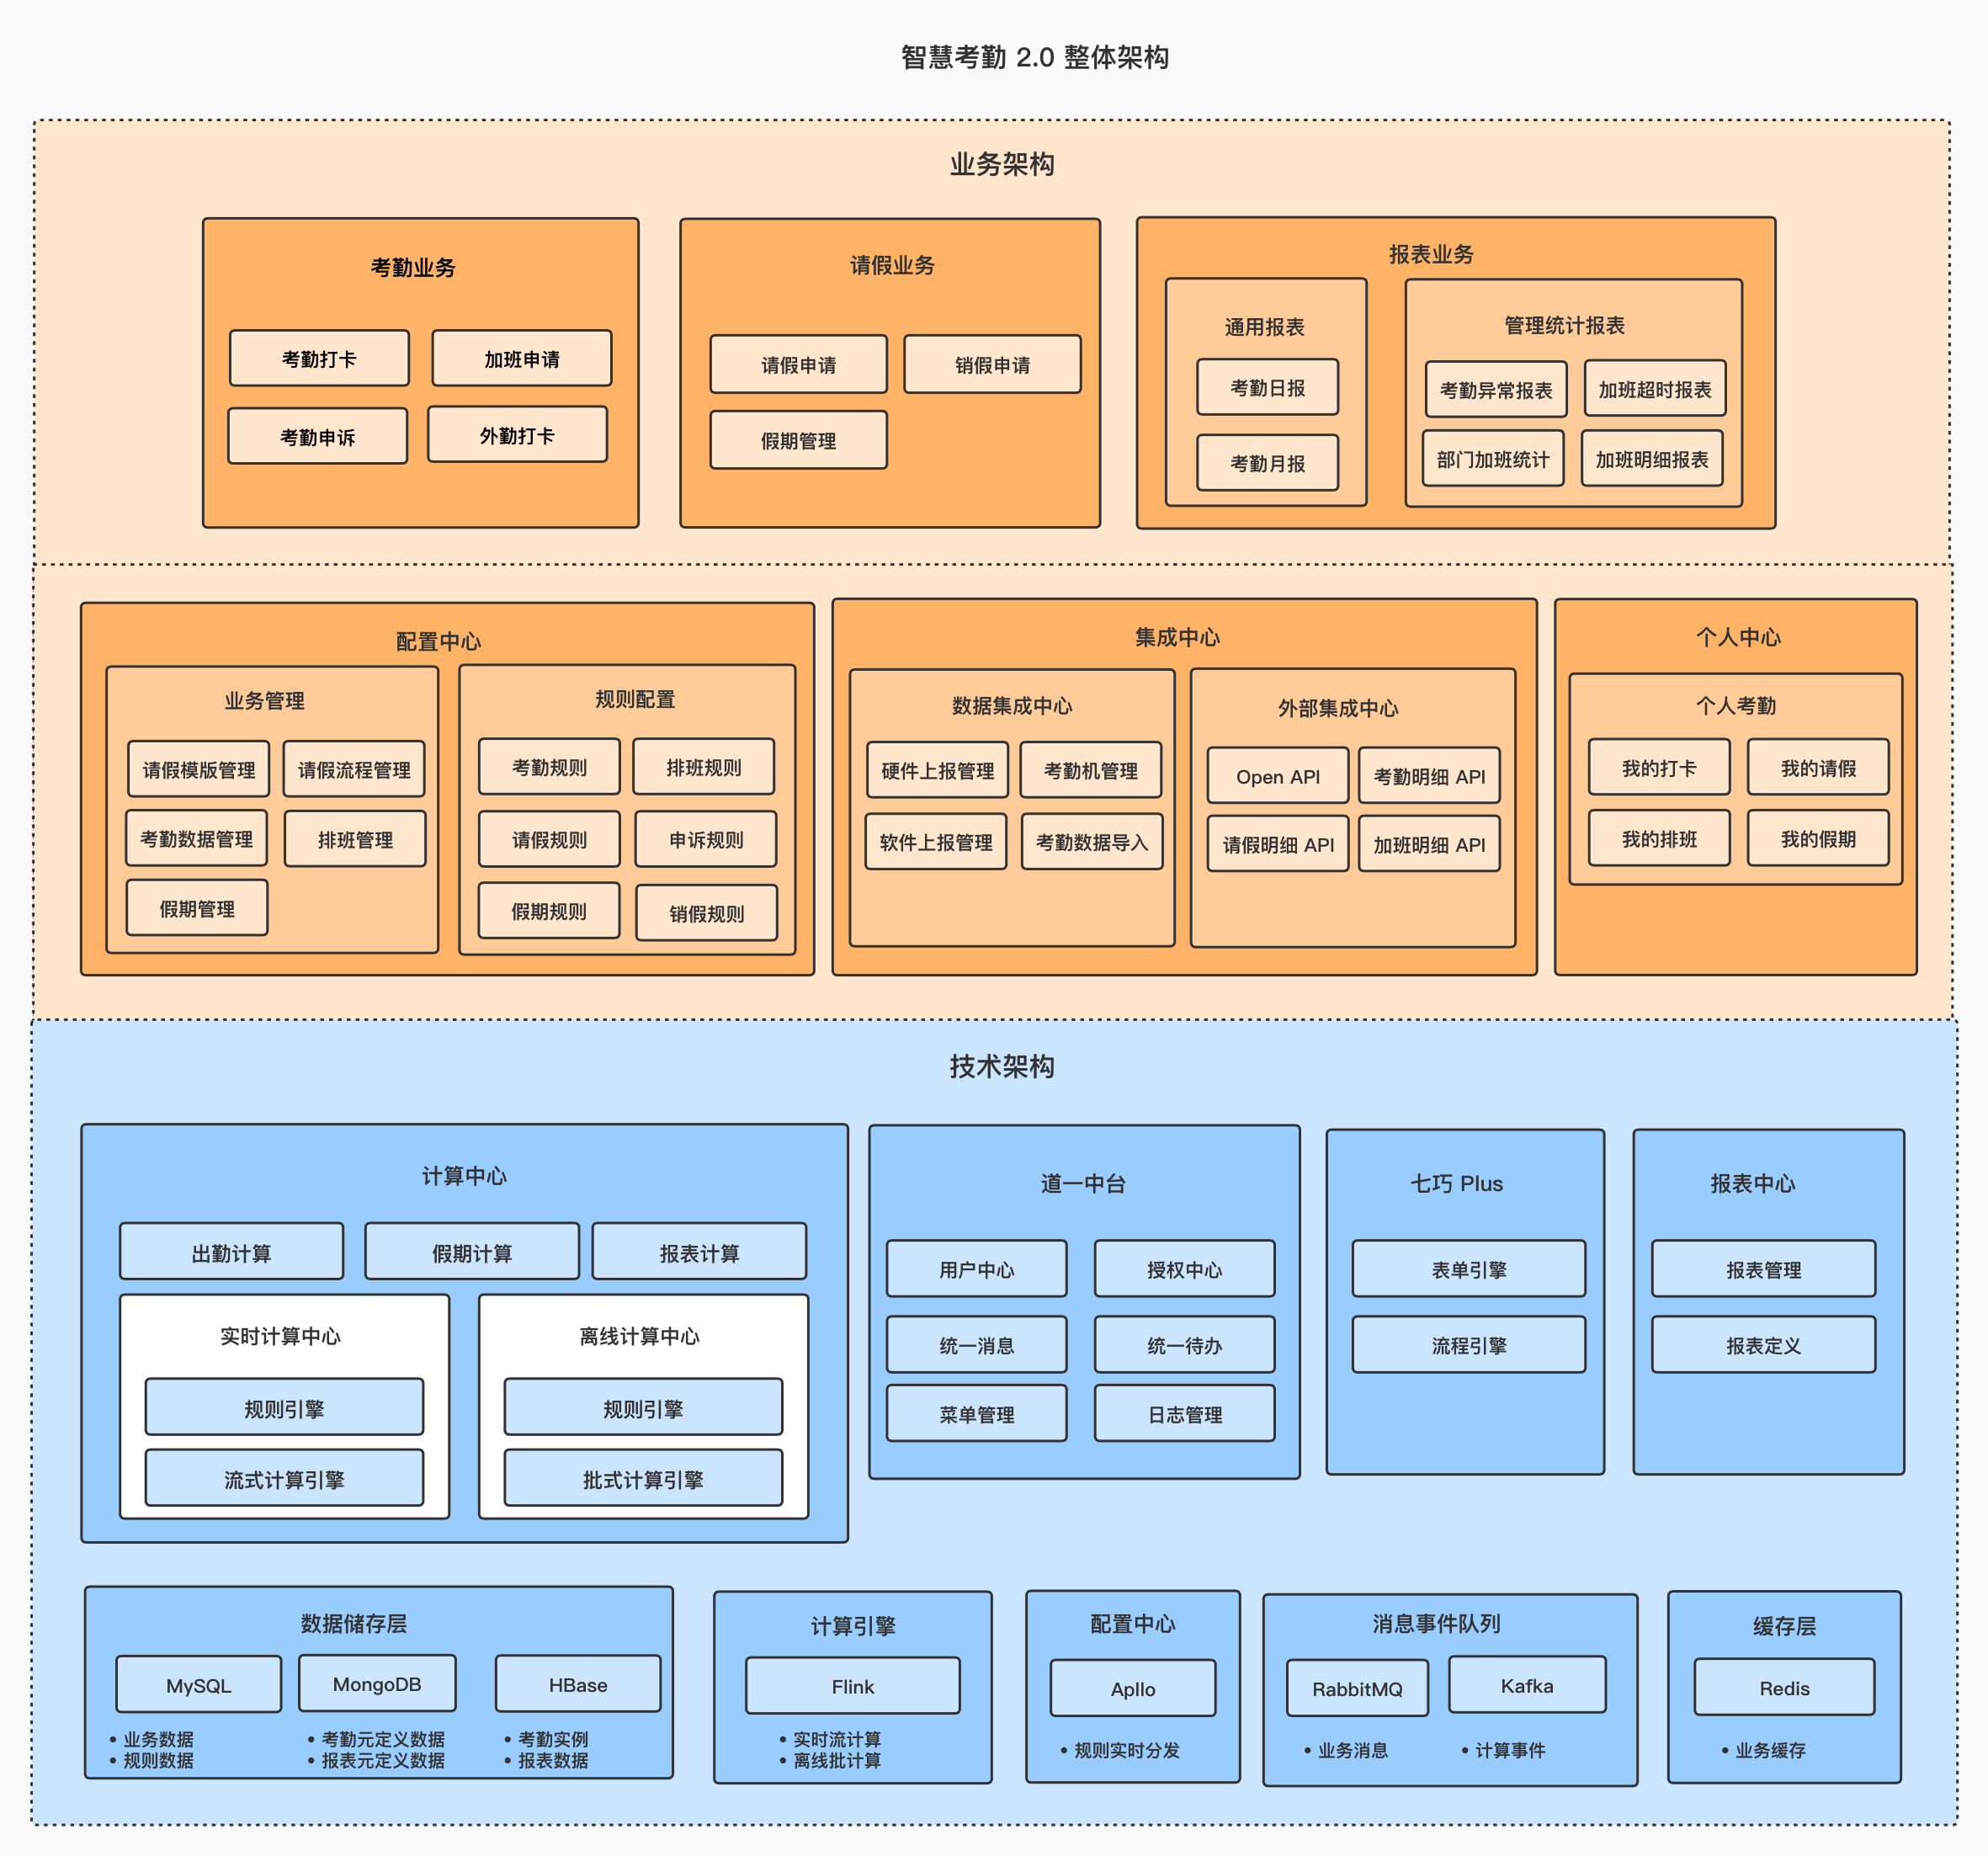 智慧考勤 2.0 整体架构
业务架构
考勤业务
考勤打卡
加班申请
考勤申诉
外勤打卡
请假业务
请假申请
销假申请
假期管理
报表业务
通用报表
考勤日报
考勤月报
管理统计报表
考勤异常报表
加班超时报表
部门加班统计
加班明细报表
配置中心
业务管理
请假模版管理
请假流程管理
考勤数据管理
排班管理
假期管理
规则配置
考勤规则
排班规则
请假规则
申诉规则
假期规则
销假规则
集成中心
数据集成中心
硬件上报管理
考勤机管理
软件上报管理
考勤数据导入
外部集成中心
Open API
考勤明细 API
请假明细 API
加班明细 API
个人中心
个人考勤
我的打卡
我的请假
我的排班
我的假期
技术架构
计算中心
出勤计算
假期计算
报表计算
实时计算中心
规则引擎
流式计算引擎
离线计算中心
规则引擎
批式计算引擎
道一中台
用户中心
授权中心
统一消息
统一待办
菜单管理
日志管理
七巧 Plus
表单引擎
流程引擎
报表中心
报表管理
报表定义
数据储存层
MySQL
• 业务数据
• 规则数据
MongoDB
• 考勤元定义数据
• 报表元定义数据
HBase
• 考勤实例
• 报表数据
计算引擎
Flink
• 实时流计算
• 离线批计算
配置中心
Apllo
• 规则实时分发
消息事件队列
RabbitMQ
• 业务消息
Kafka
• 计算事件
缓存层
Redis
• 业务缓存